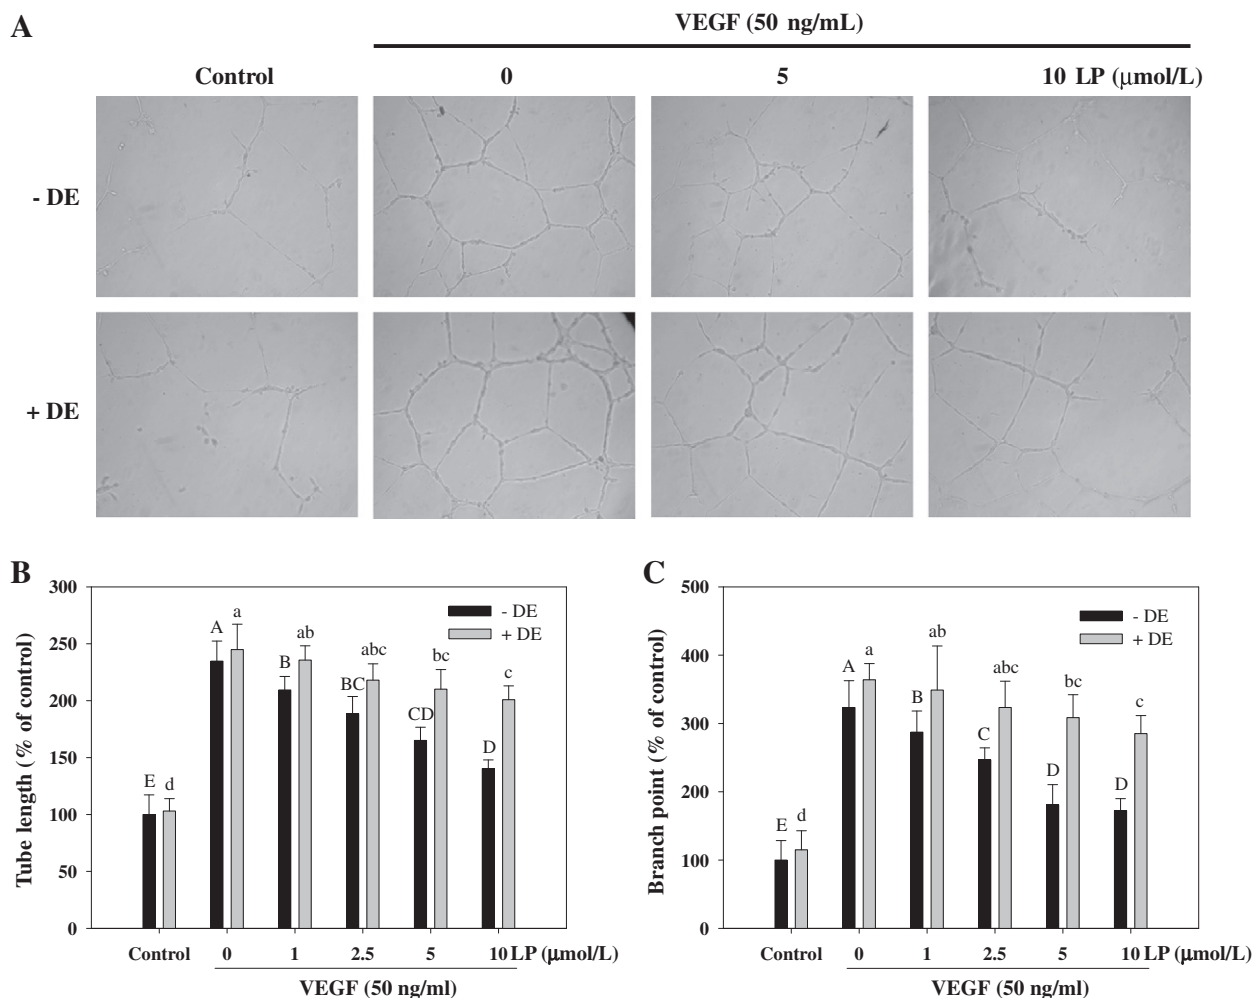 A
VEGF (50 ng/mL)
Control 0 5 10 LP (μmol/L)
- DE
+ DE
B
Tube length (% of control)
300
250
200
150
100
50
0
- DE
+ DE
E d A a B ab BC abc CD bc D c
Control 0 1 2.5 5 10 LP (μmol/L)
VEGF (50 ng/ml)
C
Branch point (% of control)
500
400
300
200
100
0
- DE
+ DE
E d A a B ab C abc D bc D c
Control 0 1 2.5 5 10 LP (μmol/L)
VEGF (50 ng/ml)